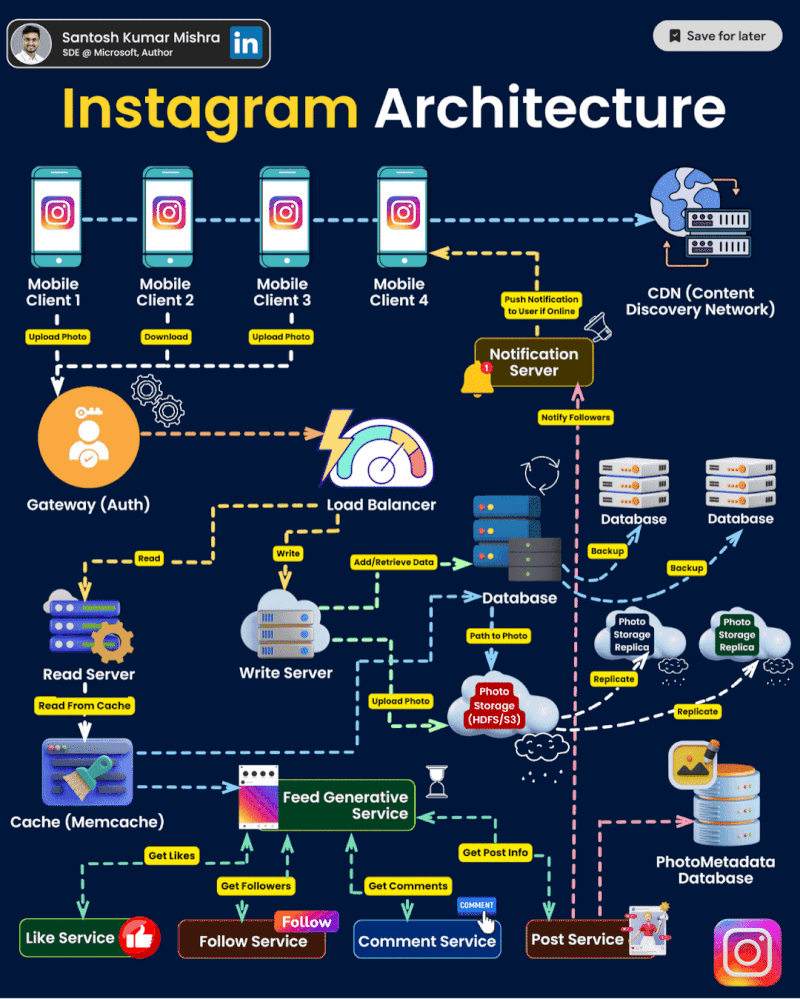 Santosh Kumar Mishra
SDE @ Microsoft, Author
in
Save for later
Instagram Architecture
Mobile
Client 1
Mobile
Client 2
Mobile
Client 3
Mobile
Client 4
CDN (Content
Discovery Network)
Upload Photo
Download
Upload Photo
Push Notification
to User if Online
Notification
Server
1
Notify Followers
Gateway (Auth)
Load Balancer
Database
Database
Read
Write
Add/Retrieve Data
Backup
Backup
Database
Read Server
Write Server
Path to Photo
Photo
Storage
Replica
Photo
Storage
Replica
Read From Cache
Upload Photo
Photo
Storage
(HDFS/S3)
Replicate
Replicate
Cache (Memcache)
Feed Generative
Service
PhotoMetadata
Database
Get Likes
Get Followers
Get Comments
Get Post Info
Like Service
Follow
Follow Service
COMMENT
Comment Service
Post Service